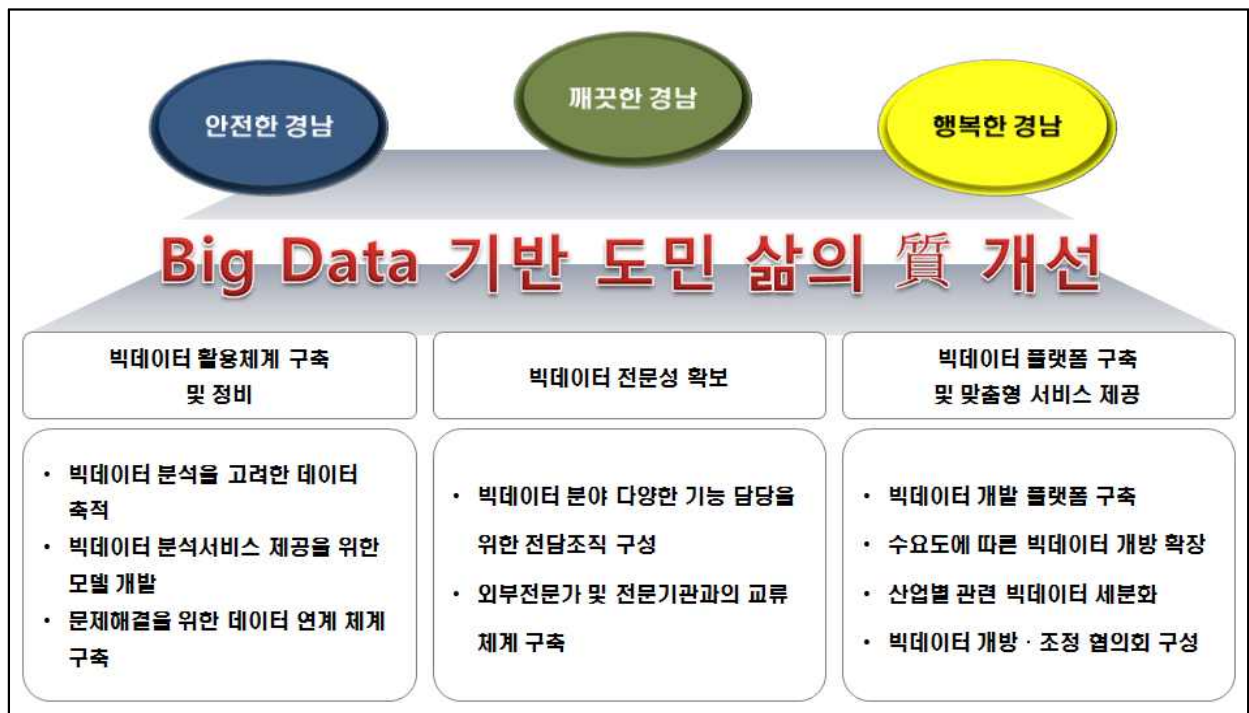 안전한 경남
깨끗한 경남
행복한 경남
Big Data 기반 도민 삶의 質 개선
빅데이터 활용체계 구축
및 정비
빅데이터 전문성 확보
빅데이터 플랫폼 구축
및 맞춤형 서비스 제공
• 빅데이터 분석을 고려한 데이터
축적
• 빅데이터 분석서비스 제공을 위한
모델 개발
• 문제해결을 위한 데이터 연계 체계
구축
• 빅데이터 분야 다양한 기능 담당을
위한 전담조직 구성
• 외부전문가 및 전문기관과의 교류
체계 구축
• 빅데이터 개발 플랫폼 구축
• 수요도에 따른 빅데이터 개방 확장
• 산업별 관련 빅데이터 세분화
• 빅데이터 개방 · 조정 협의회 구성